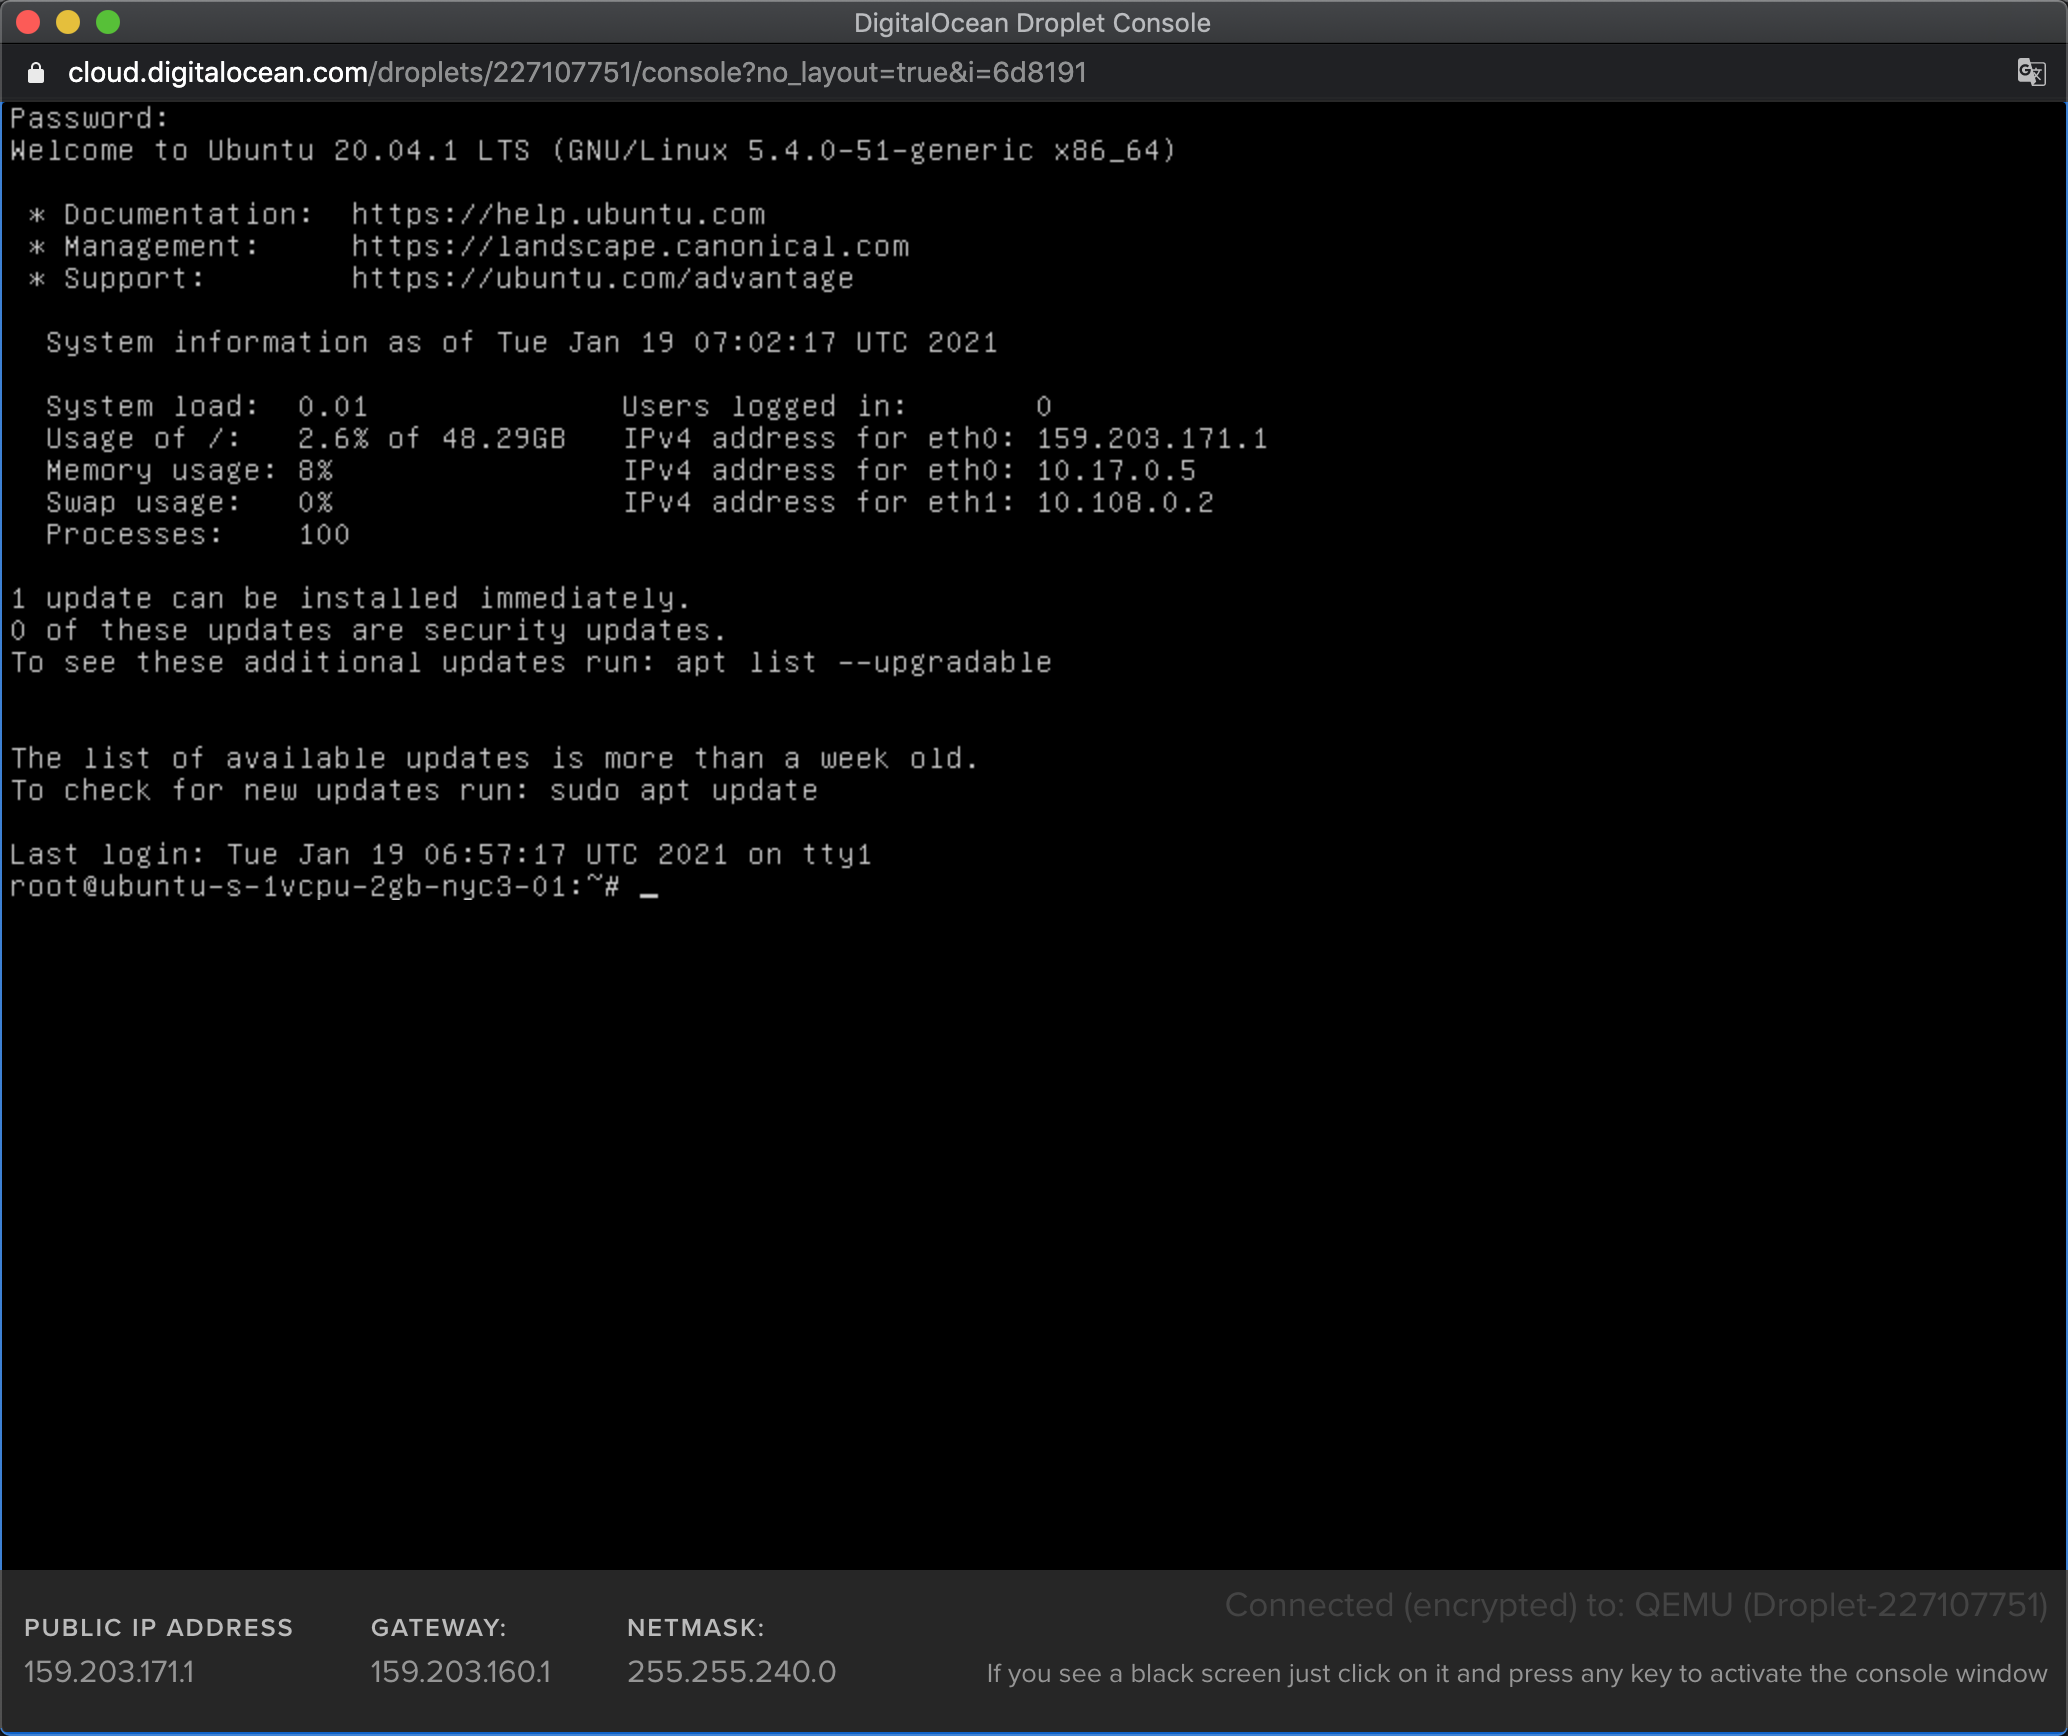 DigitalOcean Droplet Console
cloud.digitalocean.com/droplets/227107751/console?no_layout=true&i=6d8191
Password:
Welcome to Ubuntu 20.04.1 LTS (GNU/Linux 5.4.0-51-generic x86_64)
* Documentation:  https://help.ubuntu.com
* Management:     https://landscape.canonical.com
* Support:        https://ubuntu.com/advantage
System information as of Tue Jan 19 07:02:17 UTC 2021
System load:  0.01              Users logged in:       0
Usage of /:   2.6% of 48.29GB   IPv4 address for eth0: 159.203.171.1
Memory usage: 8%                IPv4 address for eth0: 10.17.0.5
Swap usage:   0%                IPv4 address for eth1: 10.108.0.2
Processes:    100
1 update can be installed immediately.
0 of these updates are security updates.
To see these additional updates run: apt list --upgradable
The list of available updates is more than a week old.
To check for new updates run: sudo apt update
Last login: Tue Jan 19 06:57:17 UTC 2021 on tty1
root@ubuntu-s-1vcpu-2gb-nyc3-01:~# _
Connected (encrypted) to: QEMU (Droplet-227107751)
PUBLIC IP ADDRESS GATEWAY: NETMASK:
159.203.171.1 159.203.160.1 255.255.240.0 If you see a black screen just click on it and press any key to activate the console window